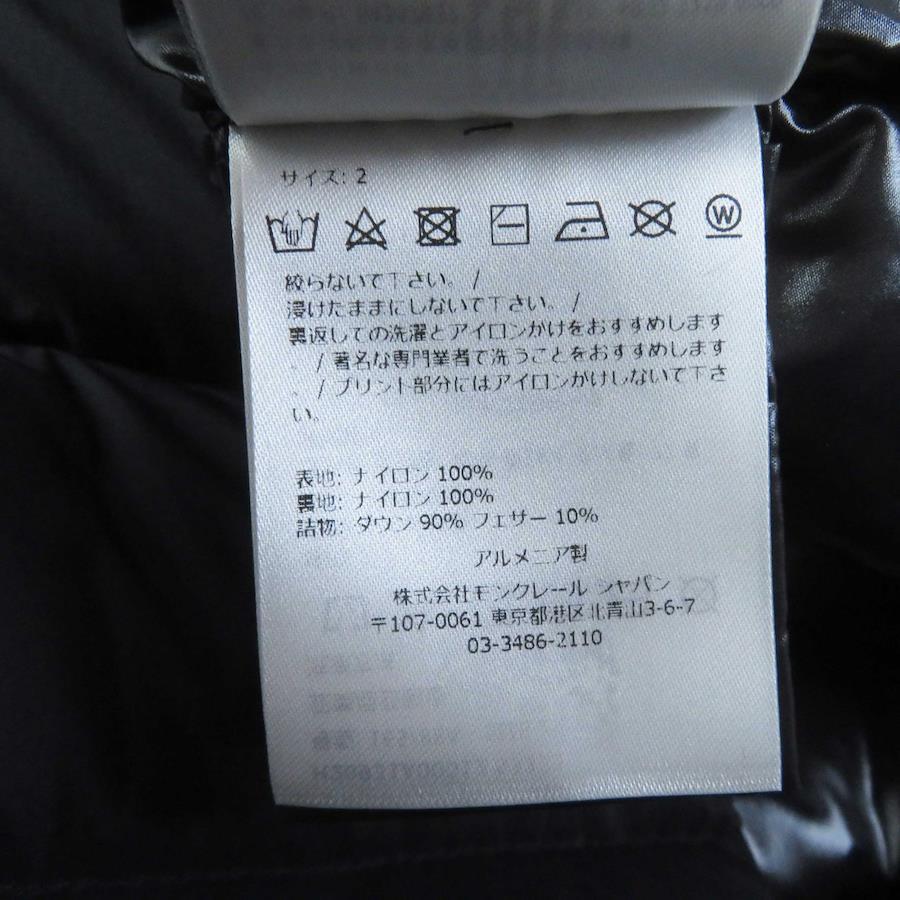 サイズ: 2
W
絞らないで下さい。/
浸けたままにしないで下さい。/
裏返しての洗濯とアイロンかけをおすすめします
。/ 著名な専門業者で洗うことをおすすめします
。/ プリント部分にはアイロンがけしないで下さ
い。
表地: ナイロン 100%
裏地: ナイロン 100%
詰物: ダウン 90% フェザー 10%
アルメニア製
株式会社モンクレール ジャパン
〒107-0061 東京都港区北青山3-6-7
03-3486-2110